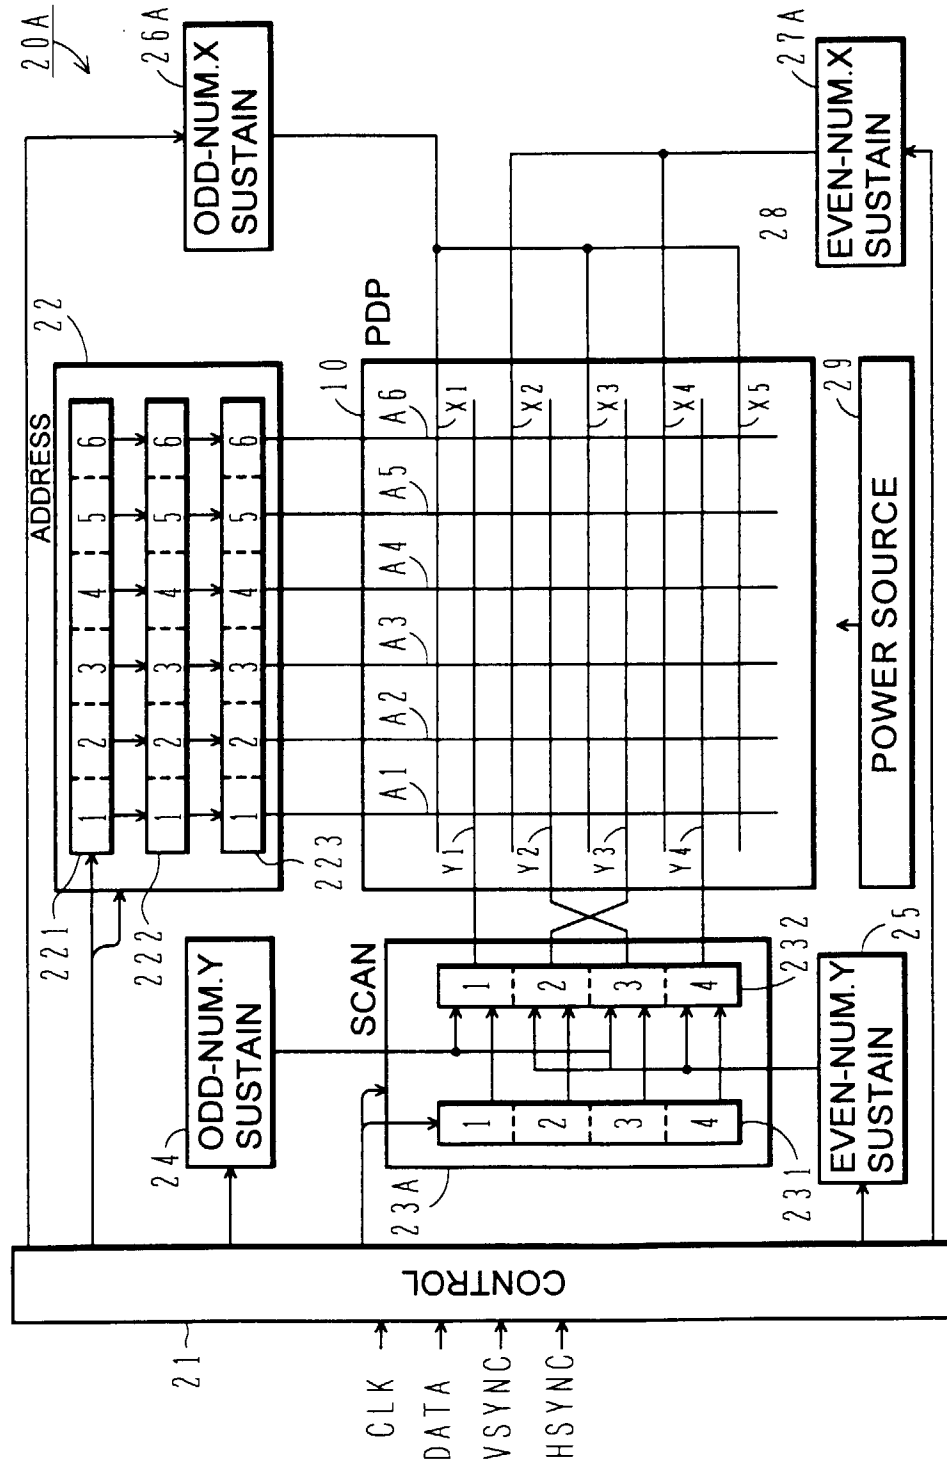 20A
ODD-NUM.X
SUSTAIN
26A
EVEN-NUM.X
SUSTAIN
27A
28
ADDRESS
22
1 2 3 4 5 6
1 2 3 4 5 6
1 2 3 4 5 6
221
222
223
PDP
10
A1 A2 A3 A4 A5 A6
X1
X2
X3
X4
X5
Y1
Y2
Y3
Y4
POWER SOURCE
29
ODD-NUM.Y
SUSTAIN
24
SCAN
1 2 3 4
1 2 3 4
23A
231
232
EVEN-NUM.Y
SUSTAIN
25
CONTROL
21
CLK
DATA
VSYNC
HSYNC